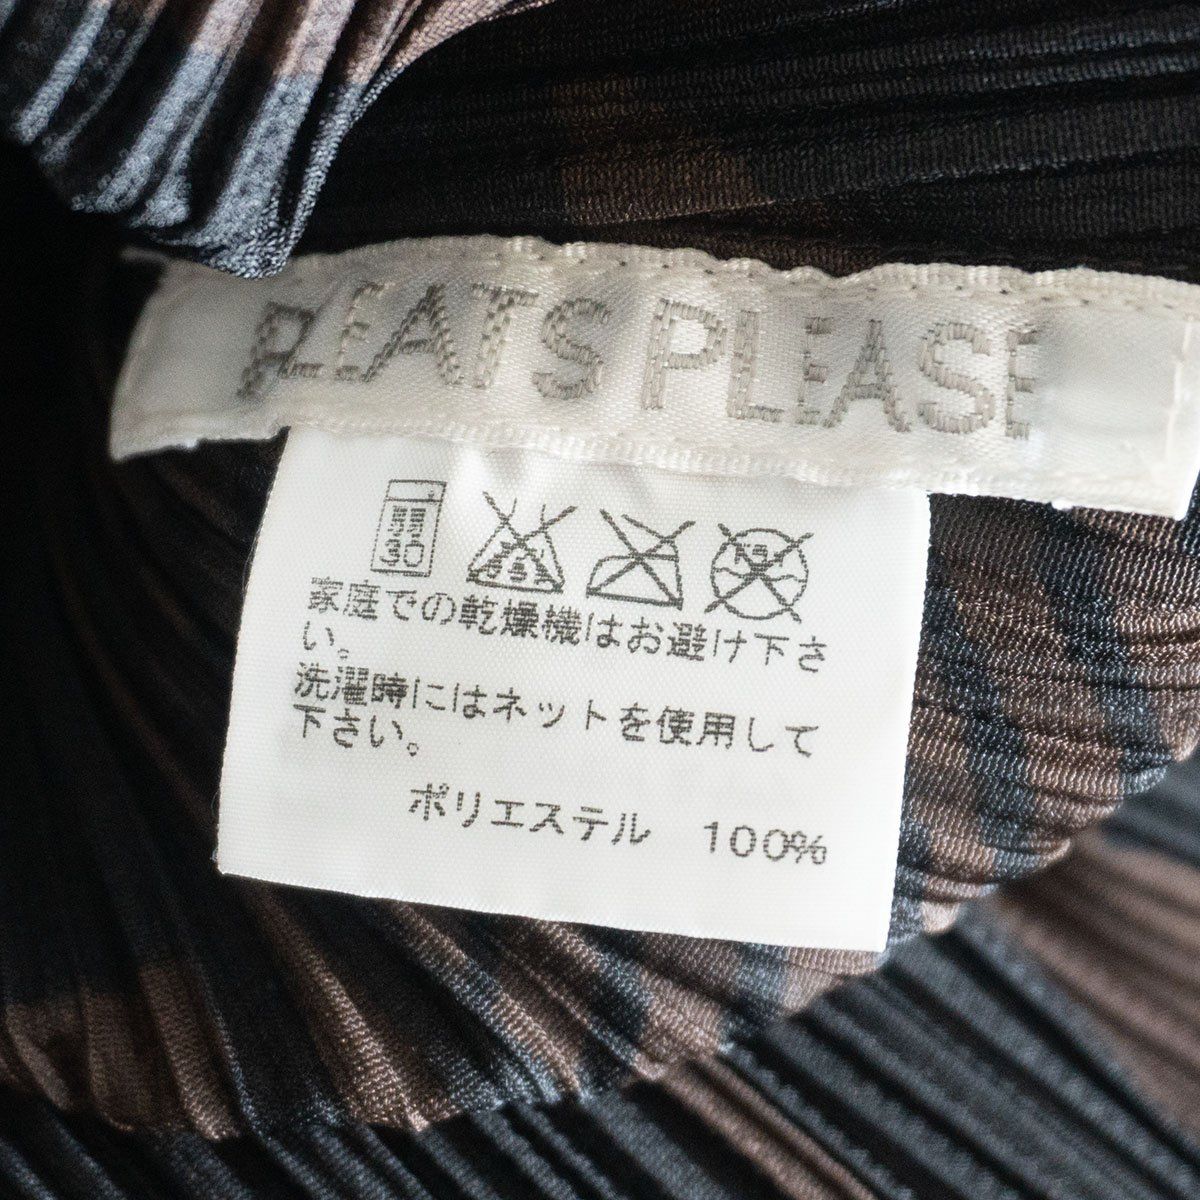 PLEATS PLEASE
弱
30
家庭での乾燥機はお避け下さ
い。
洗濯時にはネットを使用して
下さい。
ポリエステル 100%